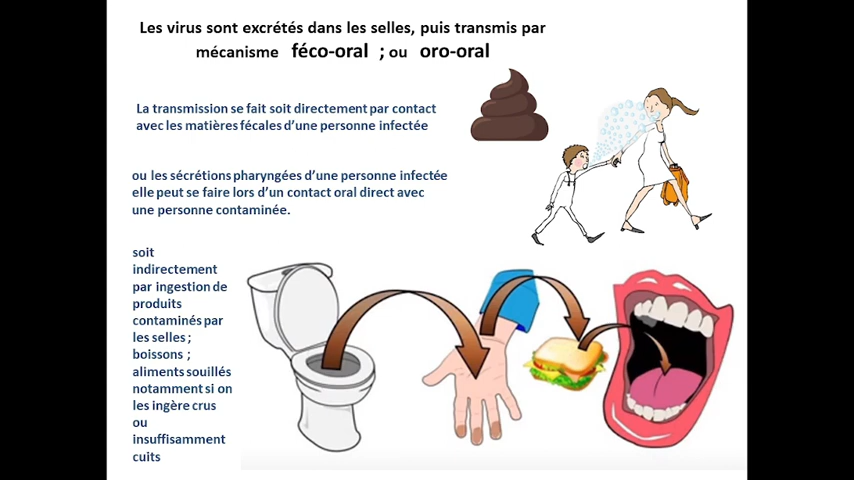 Les virus sont excrétés dans les selles, puis transmis par
mécanisme féco-oral ; ou oro-oral
La transmission se fait soit directement par contact
avec les matières fécales d'une personne infectée
ou les sécrétions pharyngées d'une personne infectée
elle peut se faire lors d'un contact oral direct avec
une personne contaminée.
soit
indirectement
par ingestion de
produits
contaminés par
les selles ;
boissons ;
aliments souillés
notamment si on
les ingère crus
ou
insuffisamment
cuits